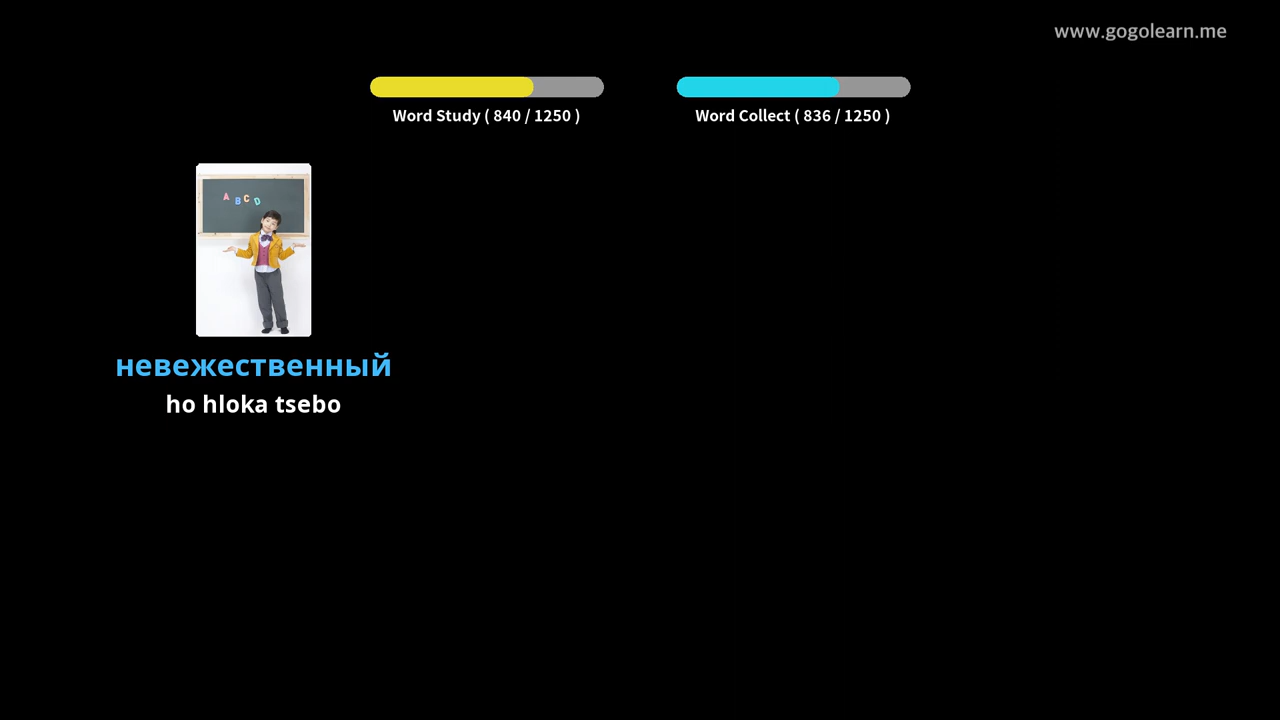 www.gogolearn.me
Word Study ( 840 / 1250 )
Word Collect ( 836 / 1250 )
A B C D
невежественный
ho hloka tsebo